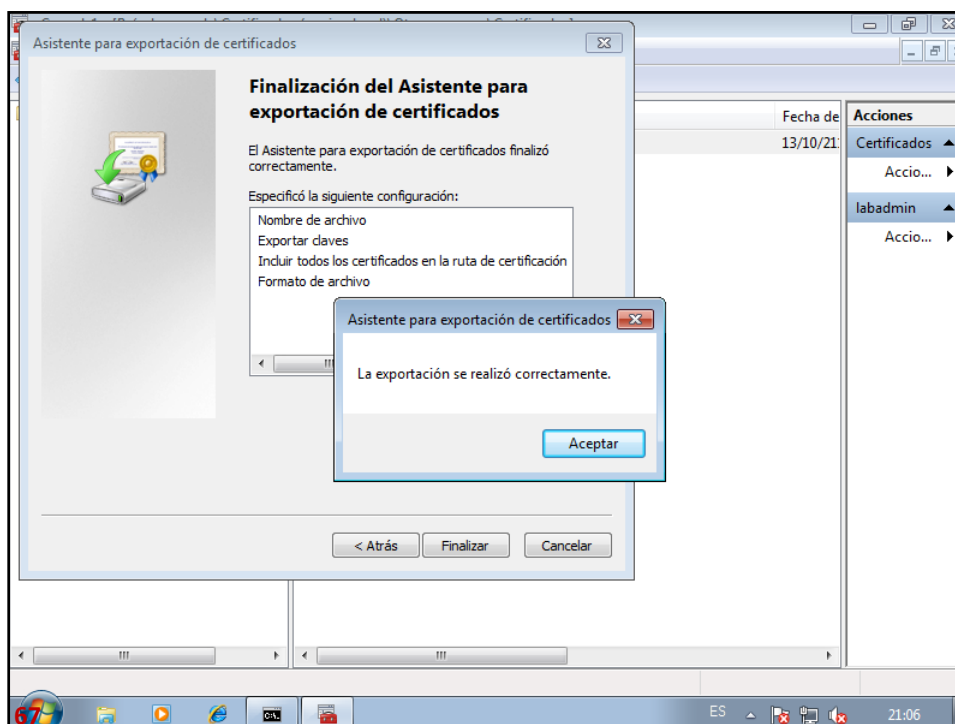 Asistente para exportación de certificados
Finalización del Asistente para
exportación de certificados
El Asistente para exportación de certificados finalizó
correctamente.
Especificó la siguiente configuración:
Nombre de archivo
Exportar claves
Incluir todos los certificados en la ruta de certificación
Formato de archivo
Asistente para exportación de certificados
La exportación se realizó correctamente.
Aceptar
< Atrás
Finalizar
Cancelar
Fecha de
13/10/21
Acciones
Certificados
Accio...
labadmin
Accio...
67
ES
21:06